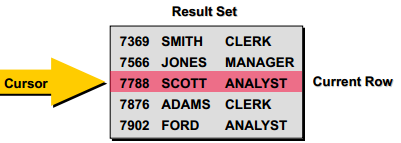 Result Set
7369 SMITH CLERK
7566 JONES MANAGER
Cursor 7788 SCOTT ANALYST Current Row
7876 ADAMS CLERK
7902 FORD ANALYST